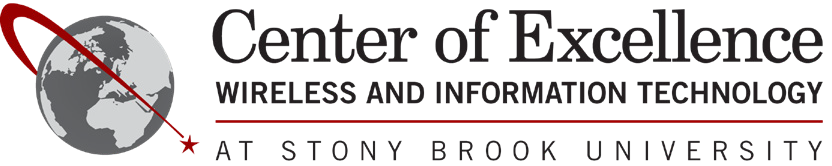 Center of Excellence
WIRELESS AND INFORMATION TECHNOLOGY
AT STONY BROOK UNIVERSITY